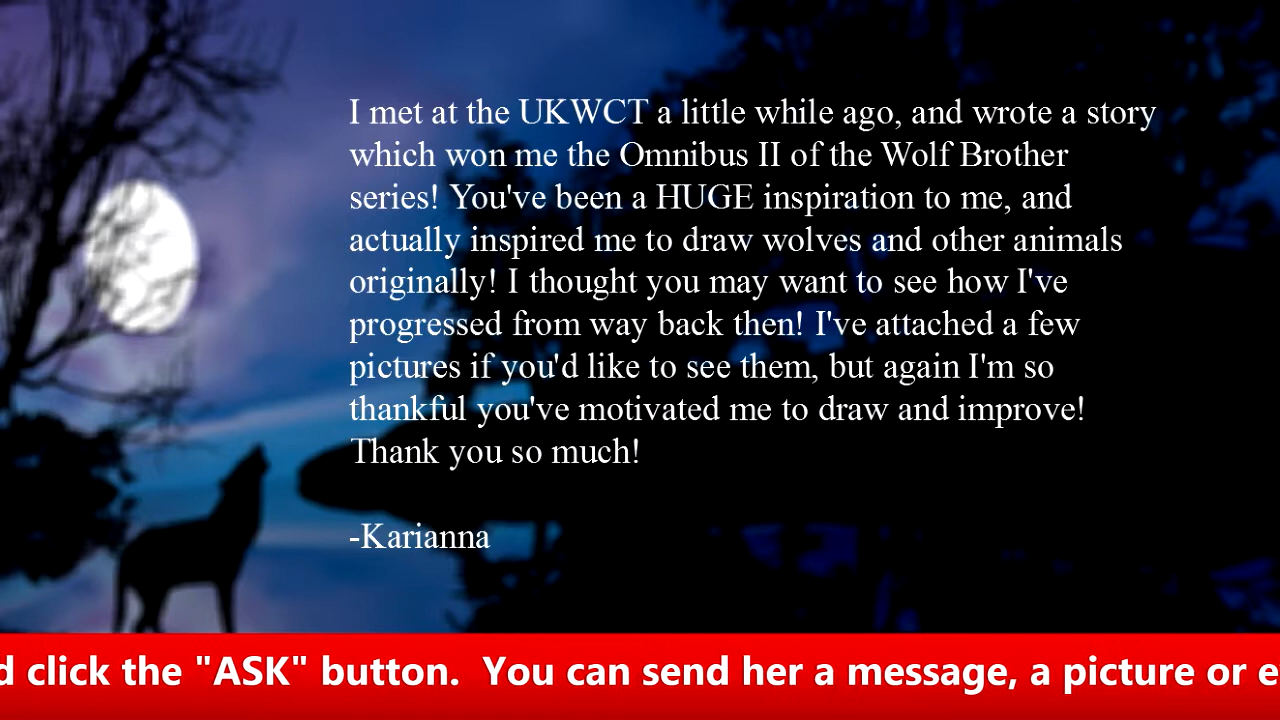 I met at the UKWCT a little while ago, and wrote a story
which won me the Omnibus II of the Wolf Brother
series! You've been a HUGE inspiration to me, and
actually inspired me to draw wolves and other animals
originally! I thought you may want to see how I've
progressed from way back then! I've attached a few
pictures if you'd like to see them, but again I'm so
thankful you've motivated me to draw and improve!
Thank you so much!
-Karianna
click the "ASK" button. You can send her a message, a picture or